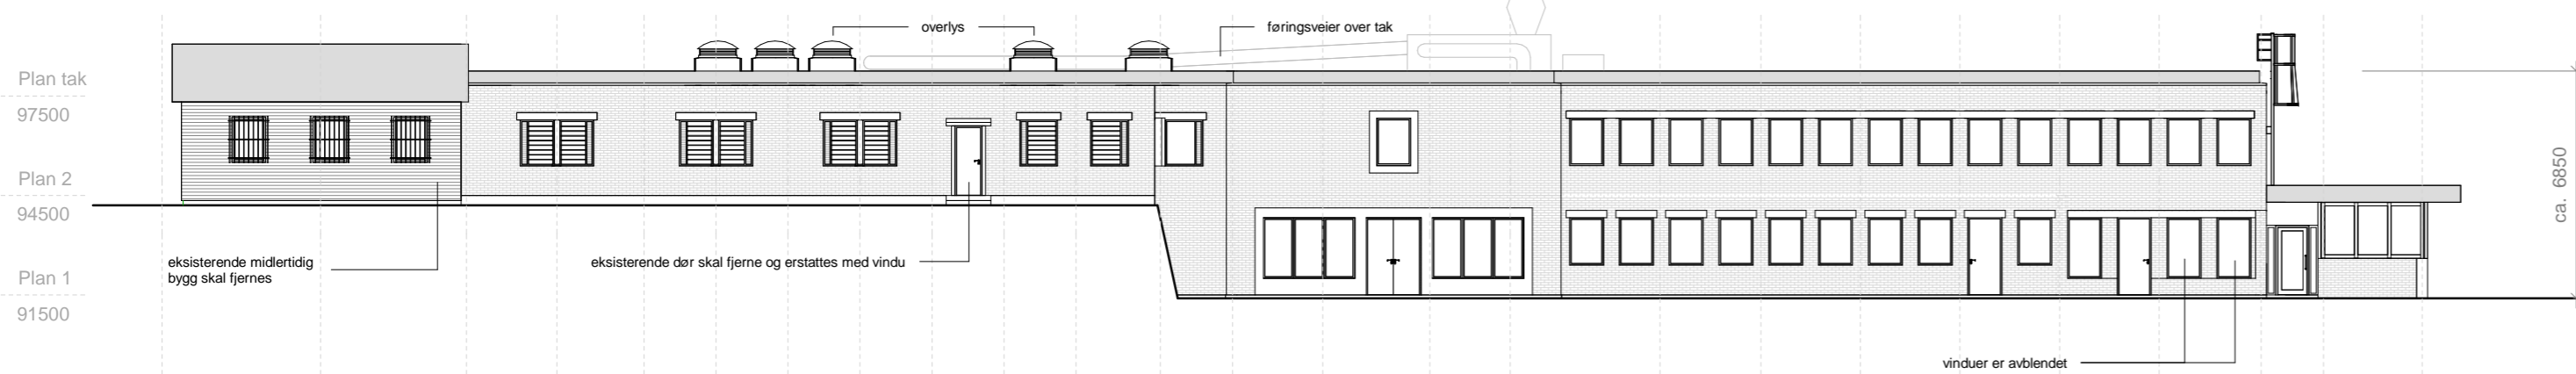 overlys
føringsveier over tak
Plan tak
97500
Plan 2
94500
ca. 6850
eksisterende midlertidig
bygg skal fjernes
eksisterende dør skal fjerne og erstattes med vindu
Plan 1
91500
vinduer er avblendet